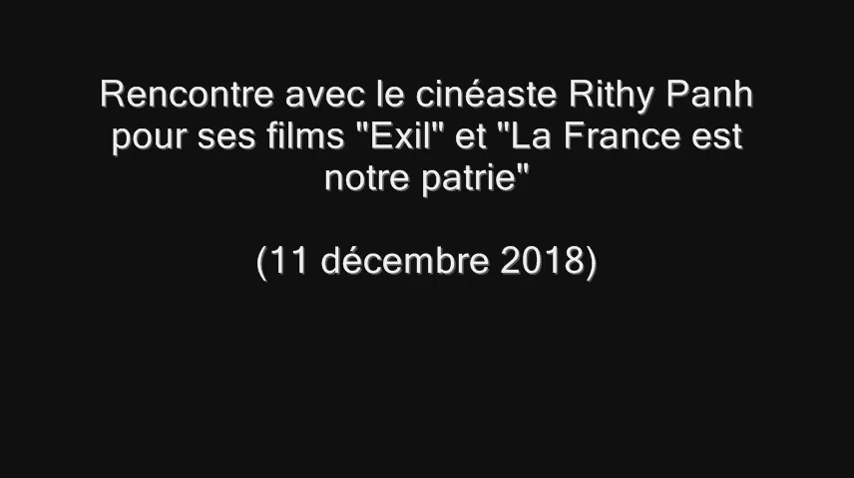 Rencontre avec le cinéaste Rithy Panh
pour ses films "Exil" et "La France est
notre patrie"
(11 décembre 2018)